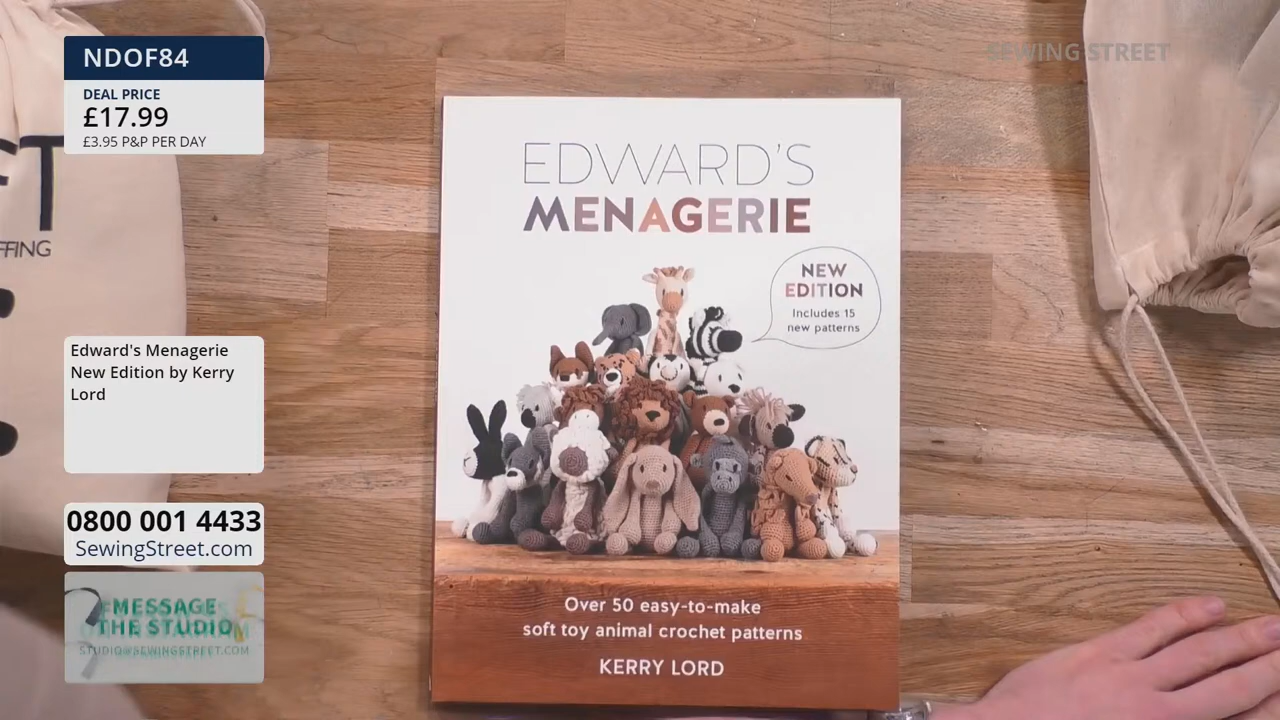 NDOF84
DEAL PRICE
£17.99
£3.95 P&P PER DAY
SEWING STREET
FT
FFING
EDWARD'S
MENAGERIE
NEW
EDITION
Includes 15
new patterns
Edward's Menagerie
New Edition by Kerry
Lord
0800 001 4433
SewingStreet.com
MESSAGE
THE STUDIO
STUDIO@SEWINGSTREET.COM
Over 50 easy-to-make
soft toy animal crochet patterns
KERRY LORD